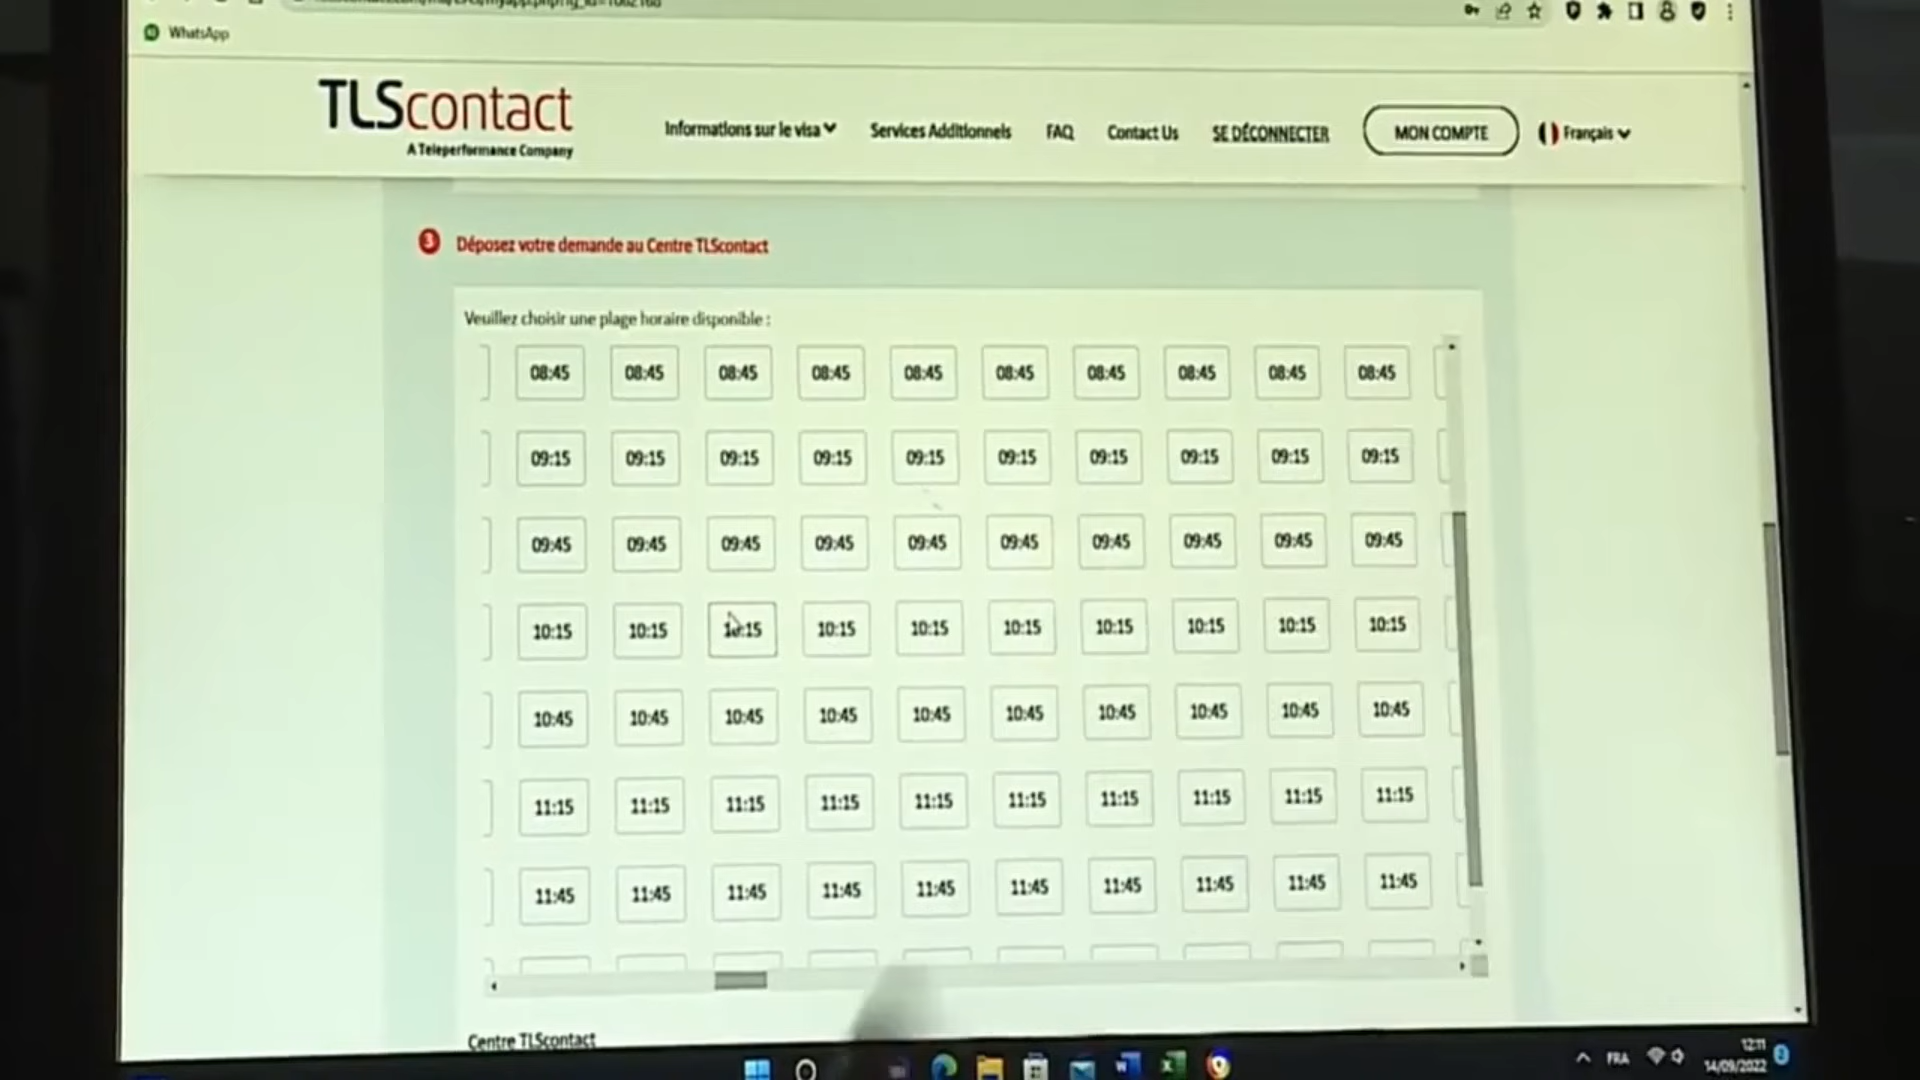 WhatsApp
TLScontact
A Teleperformance Company
Informations sur le visa
Services Additionnels
FAQ
Contact Us
SE DÉCONNECTER
MON COMPTE
Français
3 Déposez votre demande au Centre TLScontact
Veuillez choisir une plage horaire disponible :
08:45 08:45 08:45 08:45 08:45 08:45 08:45 08:45 08:45 08:45
09:15 09:15 09:15 09:15 09:15 09:15 09:15 09:15 09:15 09:15
09:45 09:45 09:45 09:45 09:45 09:45 09:45 09:45 09:45 09:45
10:15 10:15 10:15 10:15 10:15 10:15 10:15 10:15 10:15 10:15
10:45 10:45 10:45 10:45 10:45 10:45 10:45 10:45 10:45 10:45
11:15 11:15 11:15 11:15 11:15 11:15 11:15 11:15 11:15 11:15
11:45 11:45 11:45 11:45 11:45 11:45 11:45 11:45 11:45 11:45
Centre TLScontact
FRA
12:11
14/09/2022
2